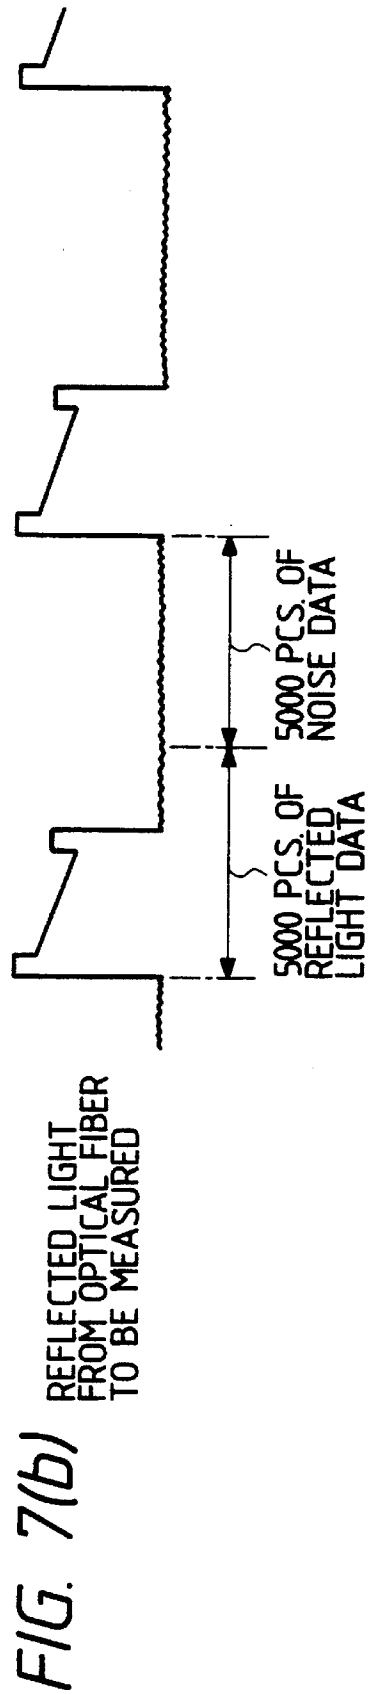 FIG. 7(b)
REFLECTED LIGHT
FROM OPTICAL FIBER
TO BE MEASURED
5000 PCS. OF
REFLECTED
LIGHT DATA
5000 PCS. OF
NOISE DATA